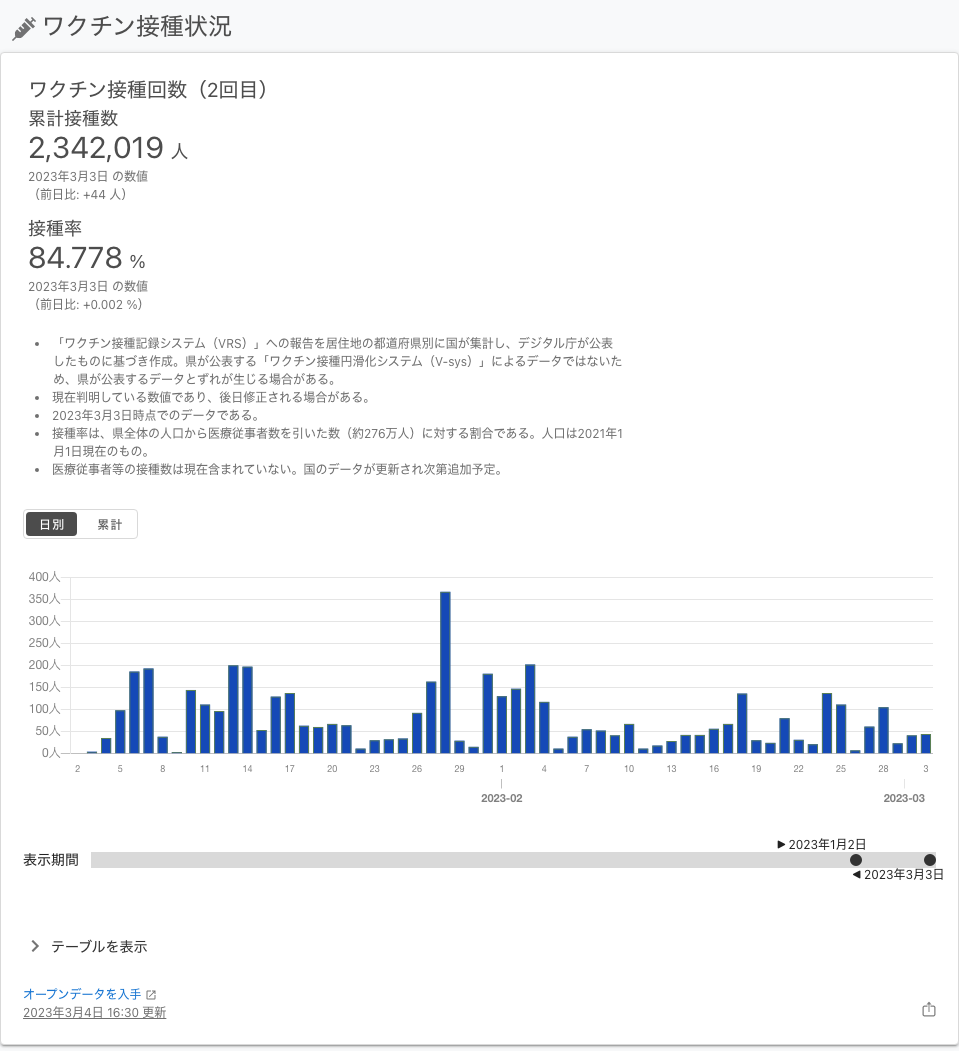 ワクチン接種状況
ワクチン接種回数（2回目）
累計接種数
2,342,019 人
2023年3月3日 の数値
（前日比: +44 人）
接種率
84.778 %
2023年3月3日 の数値
（前日比: +0.002 %）
• 「ワクチン接種記録システム（VRS）」への報告を居住地の都道府県別に国が集計し、デジタル庁が公表
したものに基づき作成。県が公表する「ワクチン接種円滑化システム（V-sys）」によるデータではないた
め、県が公表するデータとずれが生じる場合がある。
• 現在判明している数値であり、後日修正される場合がある。
• 2023年3月3日時点でのデータである。
• 接種率は、県全体の人口から医療従事者数を引いた数（約276万人）に対する割合である。人口は2021年1
月1日現在のもの。
• 医療従事者等の接種数は現在含まれていない。国のデータが更新され次第追加予定。
日別 累計
400人
350人
300人
250人
200人
150人
100人
50人
0人
2 5 8 11 14 17 20 23 26 29 1 4 7 10 13 16 19 22 25 28 3
2023-02 2023-03
▶ 2023年1月2日
表示期間
◀ 2023年3月3日
テーブルを表示
オープンデータを入手
2023年3月4日 16:30 更新